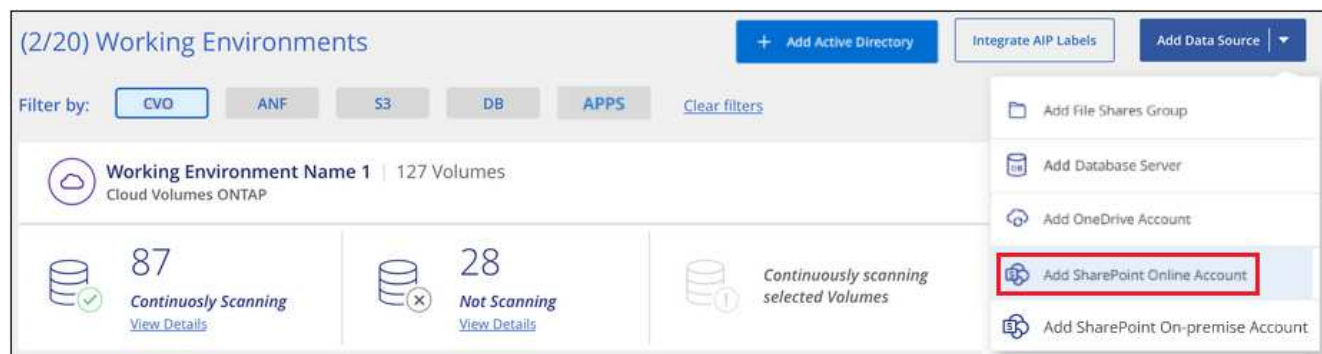 (2/20) Working Environments
+ Add Active Directory
Integrate AIP Labels
Add Data Source
Filter by:
CVO
ANF
S3
DB
APPS
Clear filters
Working Environment Name 1 | 127 Volumes
Cloud Volumes ONTAP
87
Continuosly Scanning
View Details
28
Not Scanning
View Details
Continuously scanning
selected Volumes
Add File Shares Group
DB
Add Database Server
Add OneDrive Account
S
Add SharePoint Online Account
S
Add SharePoint On-premise Account